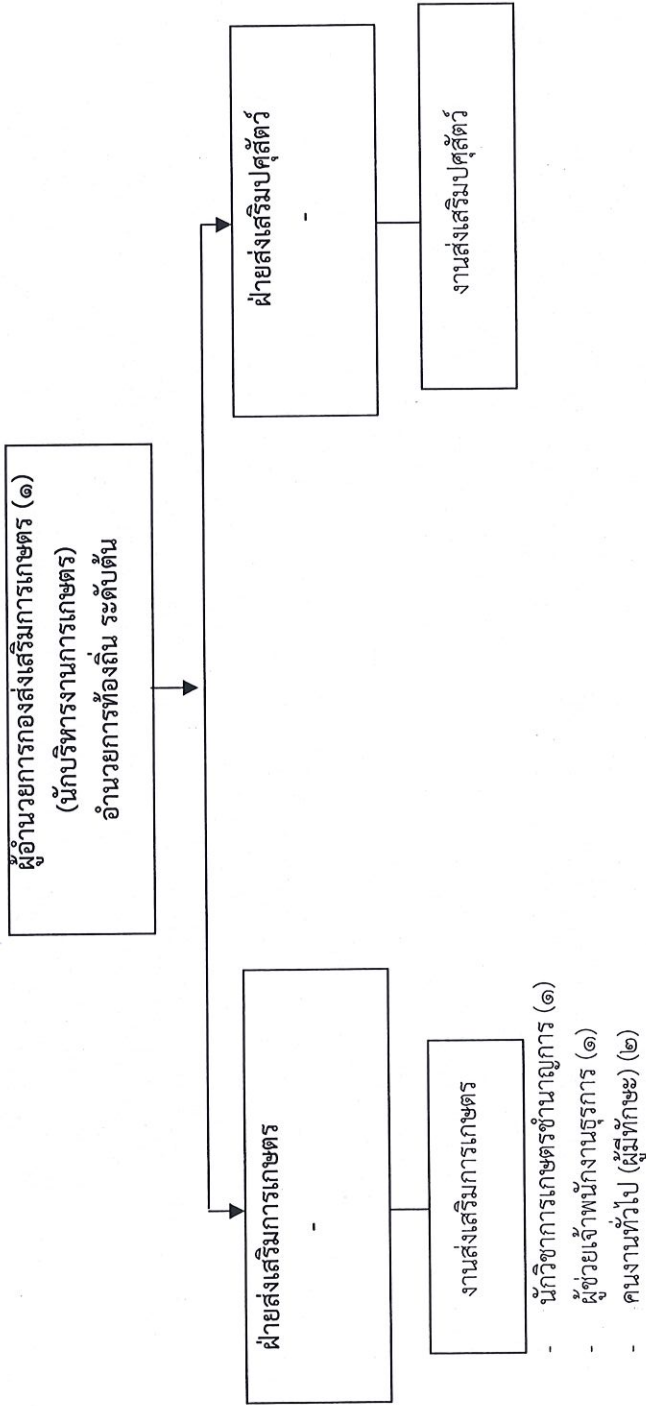 ผู้อำนวยการกองส่งเสริมการเกษตร (๑)
(นักบริหารงานการเกษตร)
อำนวยการท้องถิ่น ระดับต้น
ฝ่ายส่งเสริมการเกษตร
-
งานส่งเสริมการเกษตร
- นักวิชาการเกษตรชำนาญการ (๑)
- ผู้ช่วยเจ้าพนักงานธุรการ (๑)
- คนงานทั่วไป (ผู้มีทักษะ) (๒)
ฝ่ายส่งเสริมปศุสัตว์
-
งานส่งเสริมปศุสัตว์